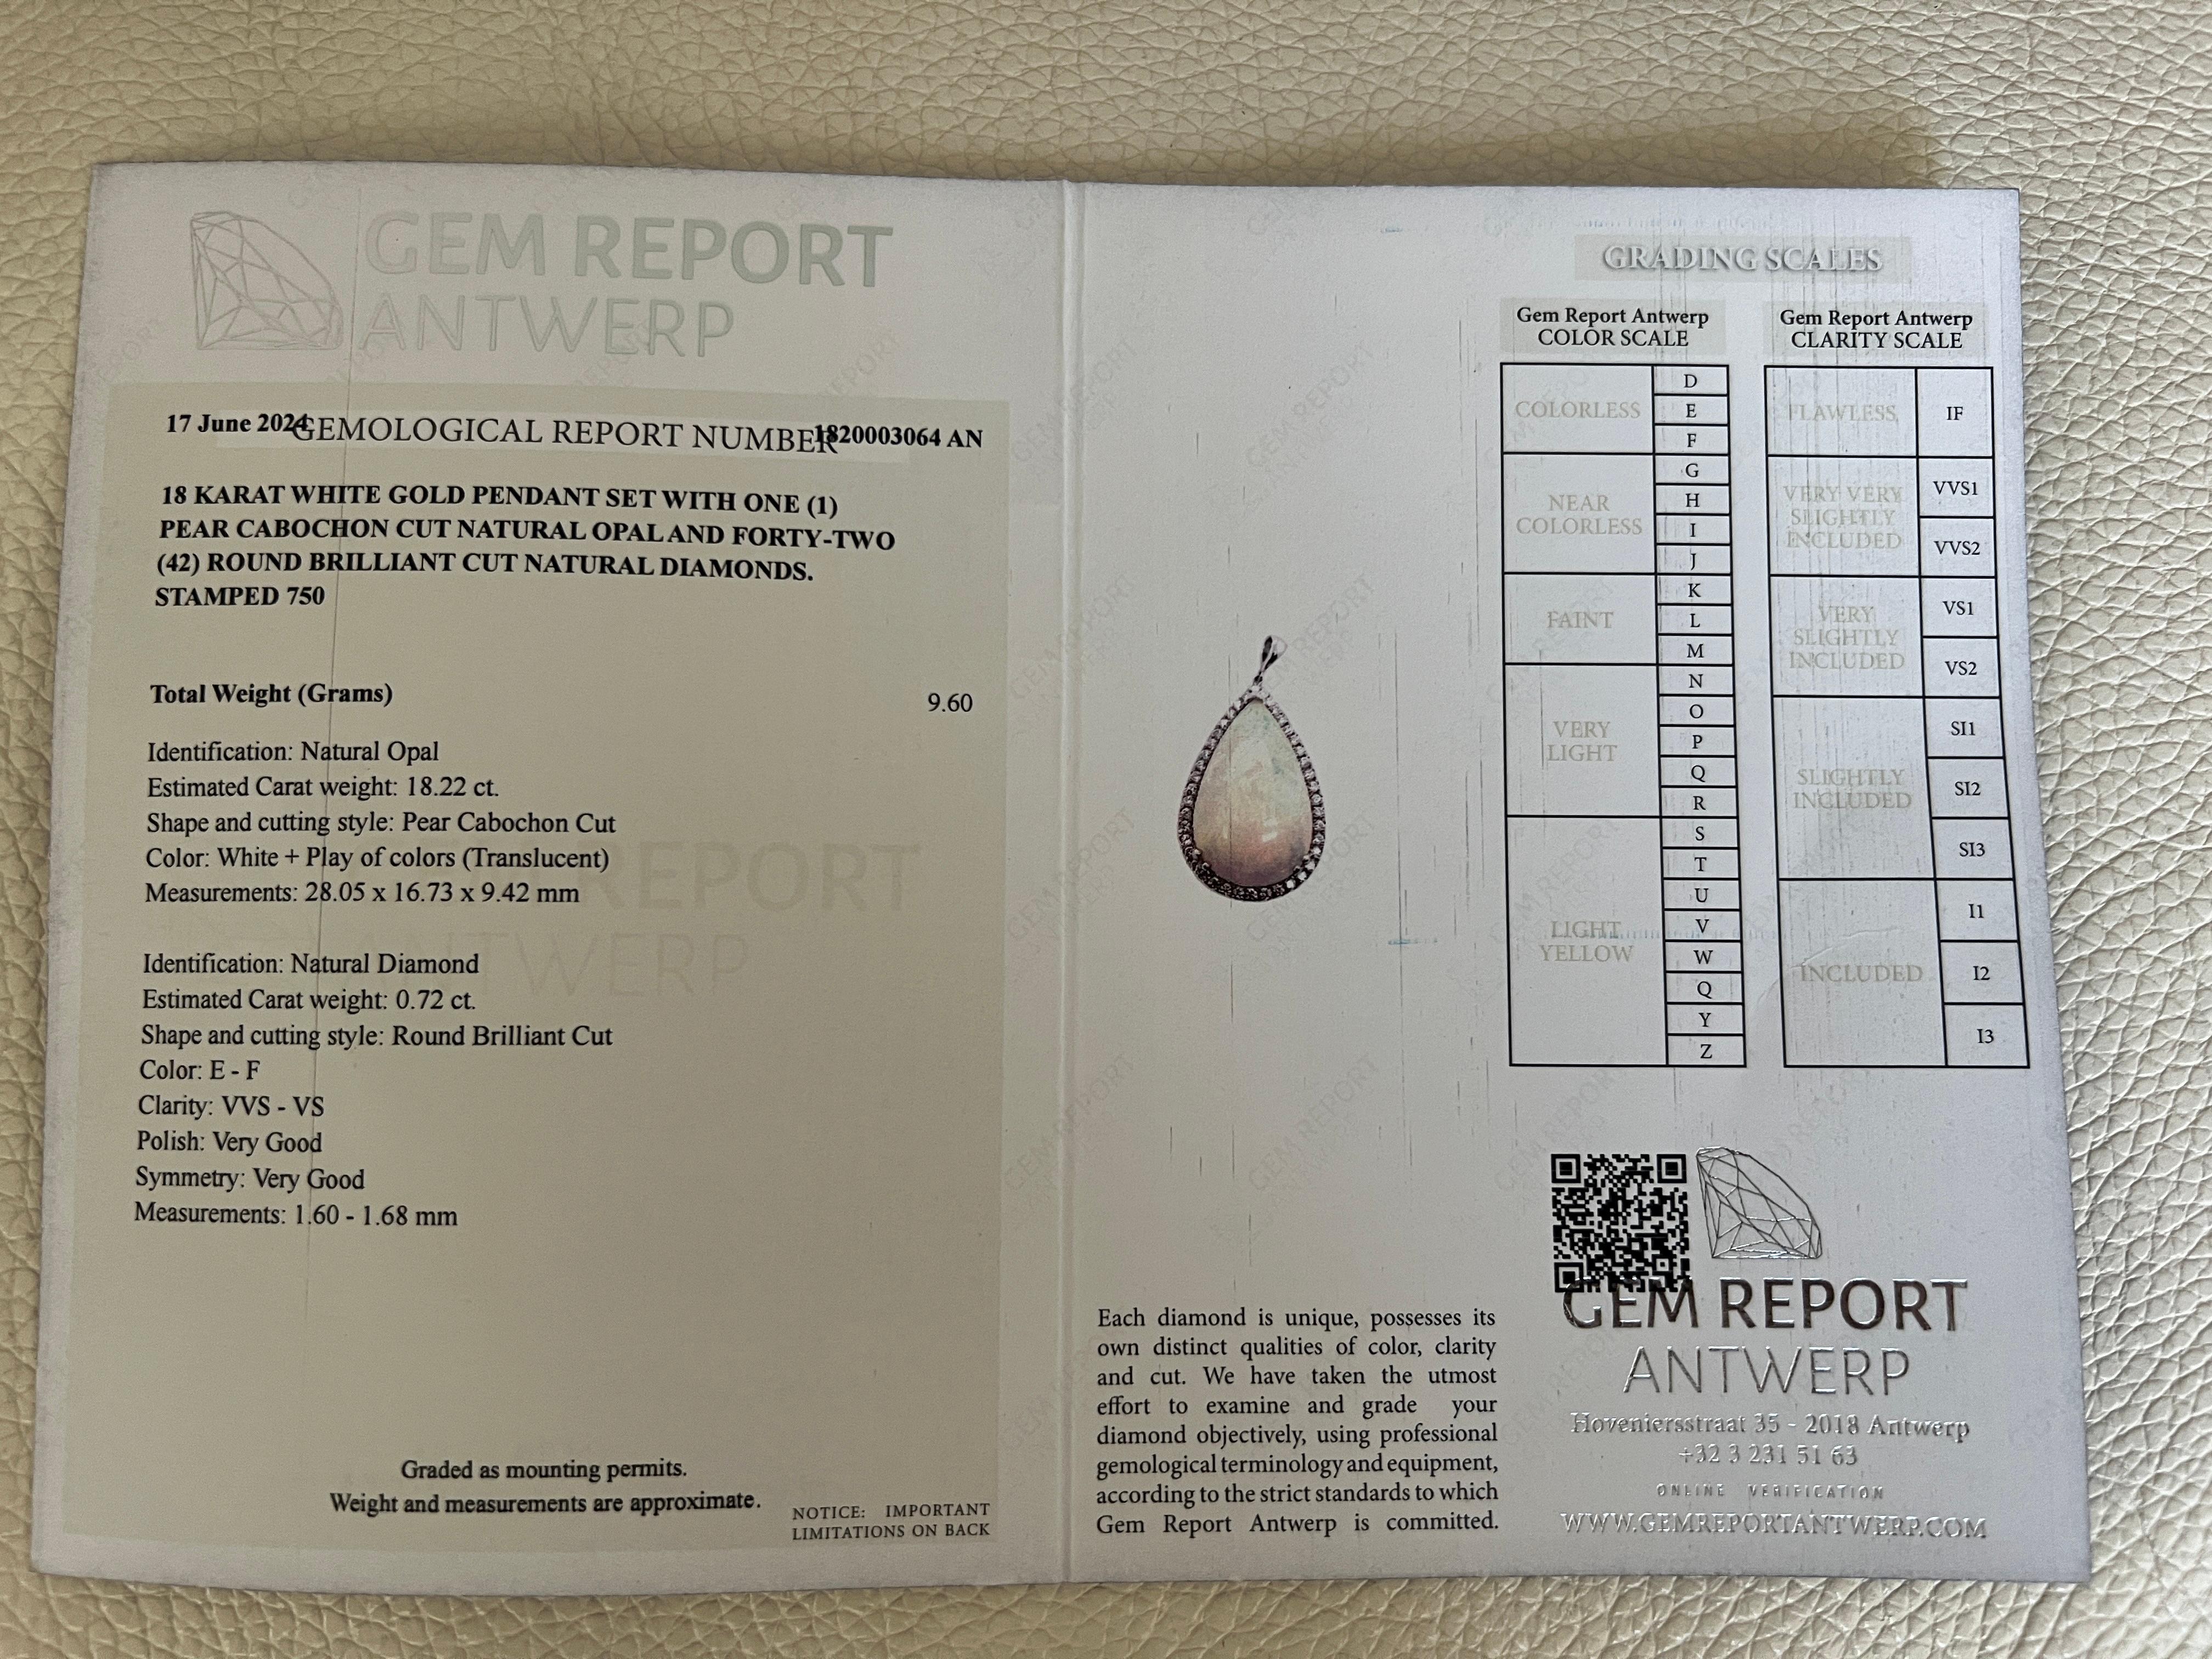 GEM REPORT
ANTWERP
17 June 2024
GEMOLOGICAL REPORT NUMBER
1820003064 AN
18 KARAT WHITE GOLD PENDANT SET WITH ONE (1)
PEAR CABOCHON CUT NATURAL OPAL AND FORTY-TWO
(42) ROUND BRILLIANT CUT NATURAL DIAMONDS.
STAMPED 750
Total Weight (Grams) 9.60
Identification: Natural Opal
Estimated Carat weight: 18.22 ct.
Shape and cutting style: Pear Cabochon Cut
Color: White + Play of colors (Translucent)
Measurements: 28.05 x 16.73 x 9.42 mm
Identification: Natural Diamond
Estimated Carat weight: 0.72 ct.
Shape and cutting style: Round Brilliant Cut
Color: E - F
Clarity: VVS - VS
Polish: Very Good
Symmetry: Very Good
Measurements: 1.60 - 1.68 mm
Graded as mounting permits.
Weight and measurements are approximate.
NOTICE: IMPORTANT
LIMITATIONS ON BACK
GRADING SCALES
Gem Report Antwerp
COLOR SCALE
COLORLESS
D
E
F
NEAR
COLORLESS
G
H
I
J
FAINT
K
L
M
VERY
LIGHT
N
O
P
Q
R
LIGHT
YELLOW
S
T
U
V
W
Q
Y
Z
Gem Report Antwerp
CLARITY SCALE
FLAWLESS
IF
VERY VERY
SLIGHTLY
INCLUDED
VVS1
VVS2
VERY
SLIGHTLY
INCLUDED
VS1
VS2
SLIGHTLY
INCLUDED
SI1
SI2
SI3
INCLUDED
I1
I2
I3
Each diamond is unique, possesses its
own distinct qualities of color, clarity
and cut. We have taken the utmost
effort to examine and grade your
diamond objectively, using professional
gemological terminology and equipment,
according to the strict standards to which
Gem Report Antwerp is committed.
GEM REPORT
ANTWERP
Hoveniersstraat 35 - 2018 Antwerp
+32 3 231 51 63
ONLINE VERIFICATION
WWW.GEMREPORTANTWERP.COM